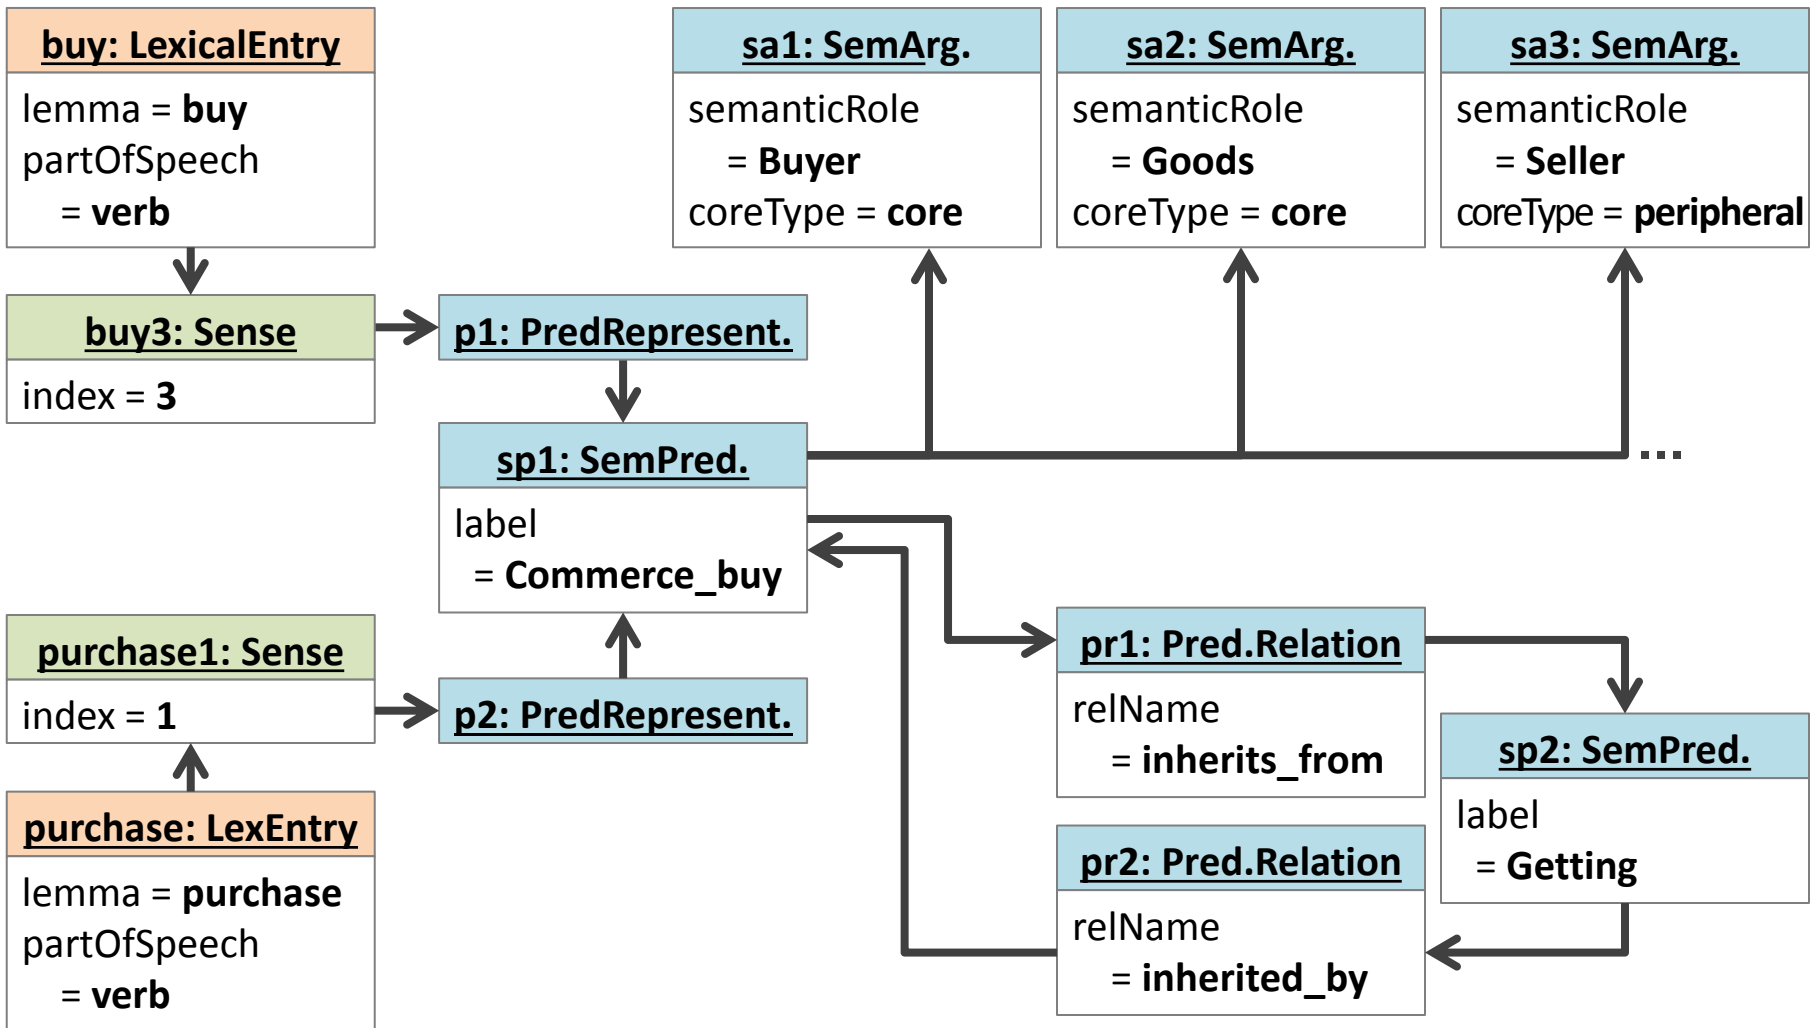 buy: LexicalEntry
lemma = buy
partOfSpeech
= verb
sa1: SemArg.
semanticRole
= Buyer
coreType = core
sa2: SemArg.
semanticRole
= Goods
coreType = core
sa3: SemArg.
semanticRole
= Seller
coreType = peripheral
buy3: Sense
index = 3
p1: PredRepresent.
sp1: SemPred.
label
= Commerce_buy
...
purchase1: Sense
index = 1
p2: PredRepresent.
purchase: LexEntry
lemma = purchase
partOfSpeech
= verb
pr1: Pred.Relation
relName
= inherits_from
sp2: SemPred.
label
= Getting
pr2: Pred.Relation
relName
= inherited_by